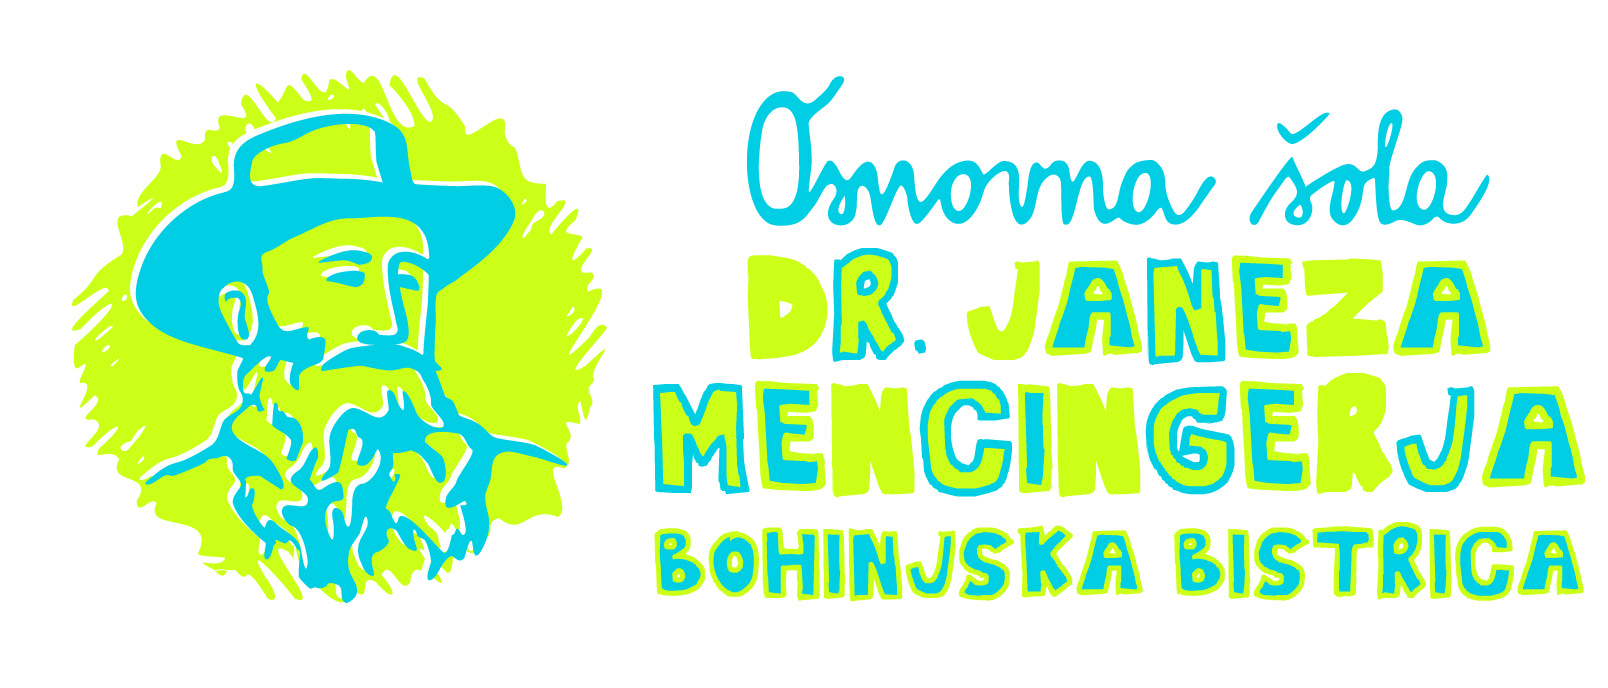 Osnovna šola
DR. JANEZA
MENCINGERJA
BOHINJSKA BISTRICA